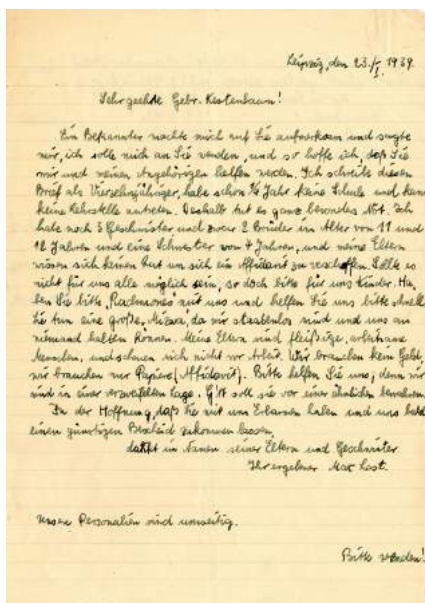 Leipzig, den 23./I. 1939.
Sehr geehrte Gebr. Kestenbaum!
Ein Bekannter machte mich auf Sie aufmerksam und sagte
mir, ich solle mich an Sie wenden, und so hoffe ich, daß Sie
mir und meinen Angehörigen helfen werden. Ich schreibe diesen
Brief als Vierzehnjähriger, habe schon ½ Jahr keine Schule und kann
keine Lehrstelle antreten. Deshalb tut es ganz besonders Not. Ich
habe noch 3 Geschwister und zwar 2 Brüder im Alter von 11 und
12 Jahren und eine Schwester von 4 Jahren, und meine Eltern
wissen sich keinen Rat um sich ein Affidavit zu verschaffen. Sollte es
nicht für uns alle möglich sein, so doch bitte für uns Kinder. Ha-
ben Sie bitte „Rachmones" mit uns und helfen Sie uns bitte schnell.
Sie tun eine große „Mizwa", da wir staatenlos sind und uns an
niemand halten können. Meine Eltern sind fleißige, arbeitsame
Menschen, und scheuen sich nicht vor Arbeit. Wir brauchen kein Geld,
wir brauchen nur Papiere (Affidavit). Bitte helfen Sie uns, denn wir
sind in einer verzweifelten Lage. G'tt soll sie vor eine ähnlichen bewahren.
In der Hoffnung, daß Sie mit uns Erbarmen haben und uns bald
einen günstigen Bescheid zukommen lassen,
dankt im Namen seiner Eltern und Geschwister
Ihr ergebener Max
Unsere Personalien sind umseitig.
Bitte wenden!